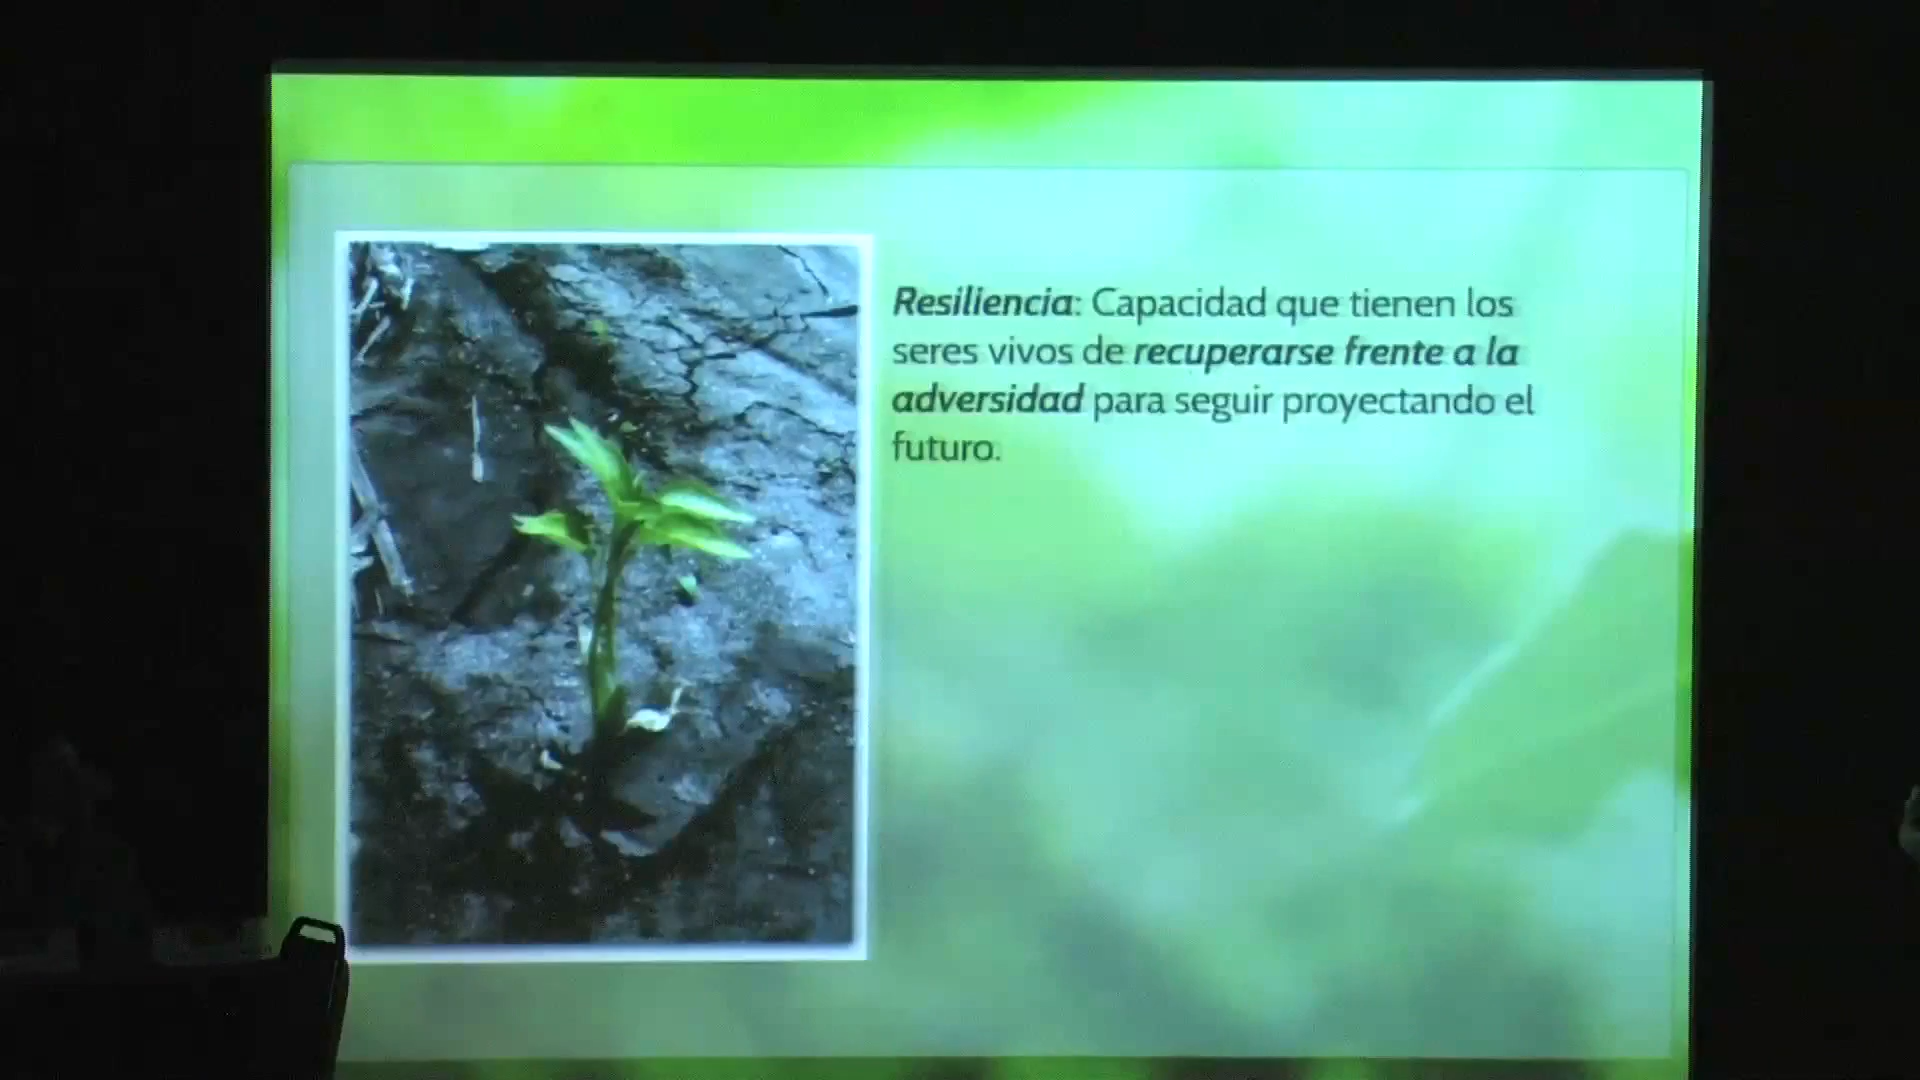 Resiliencia: Capacidad que tienen los
seres vivos de recuperarse frente a la
adversidad para seguir proyectando el
futuro.